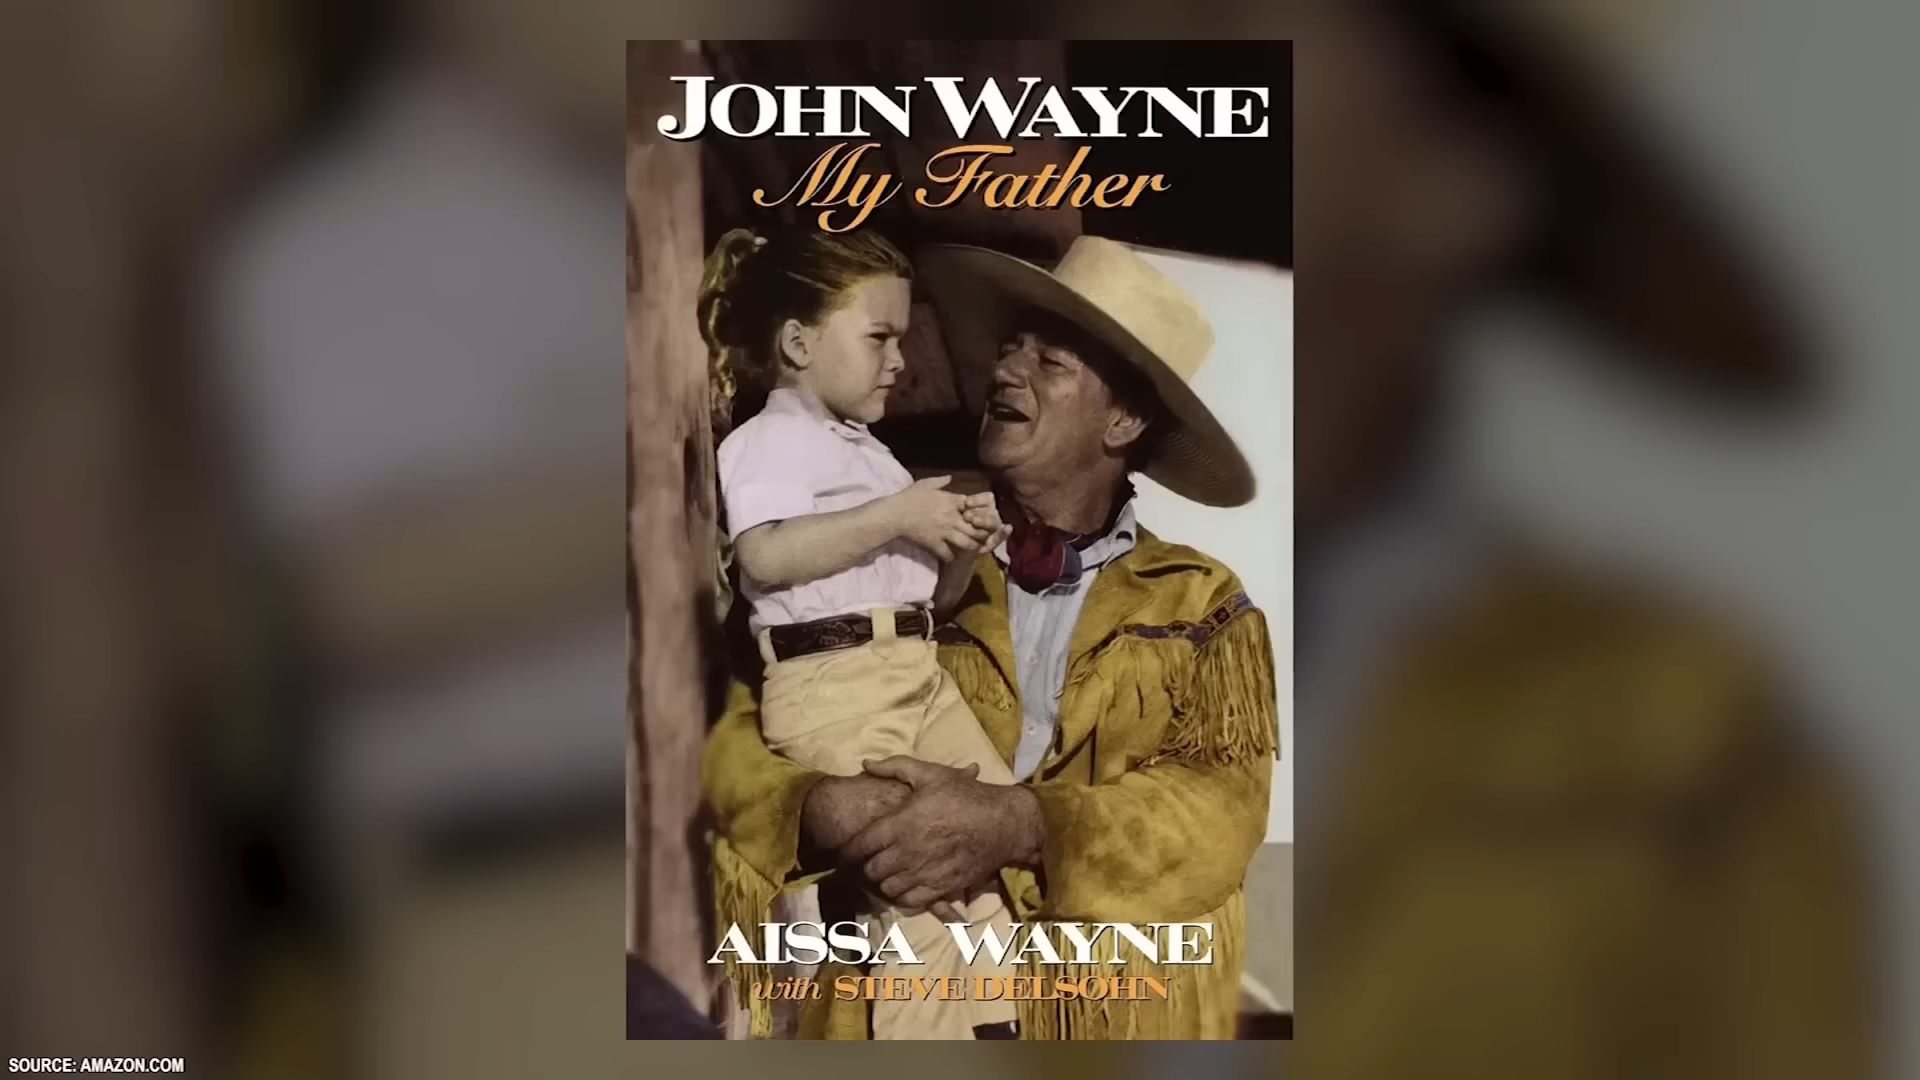 JOHN WAYNE
My Father
AISSA WAYNE
with STEVE DELSOHN
SOURCE: AMAZON.COM